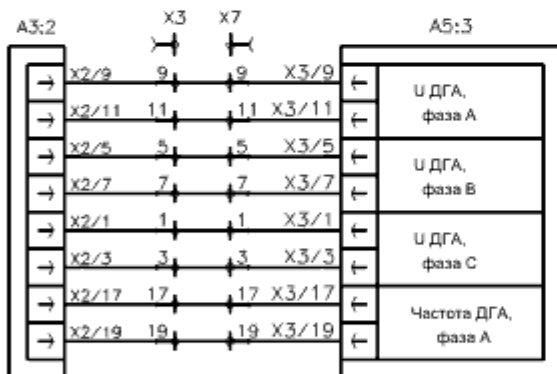 A3:2 X3 X7 A5:3
X2/9 9 9 X3/9 U ДГА,
X2/11 11 11 X3/11 фаза А
X2/5 5 5 X3/5 U ДГА,
X2/7 7 7 X3/7 фаза В
X2/1 1 1 X3/1 U ДГА,
X2/3 3 3 X3/3 фаза С
X2/17 17 17 X3/17 Частота ДГА,
X2/19 19 19 X3/19 фаза А